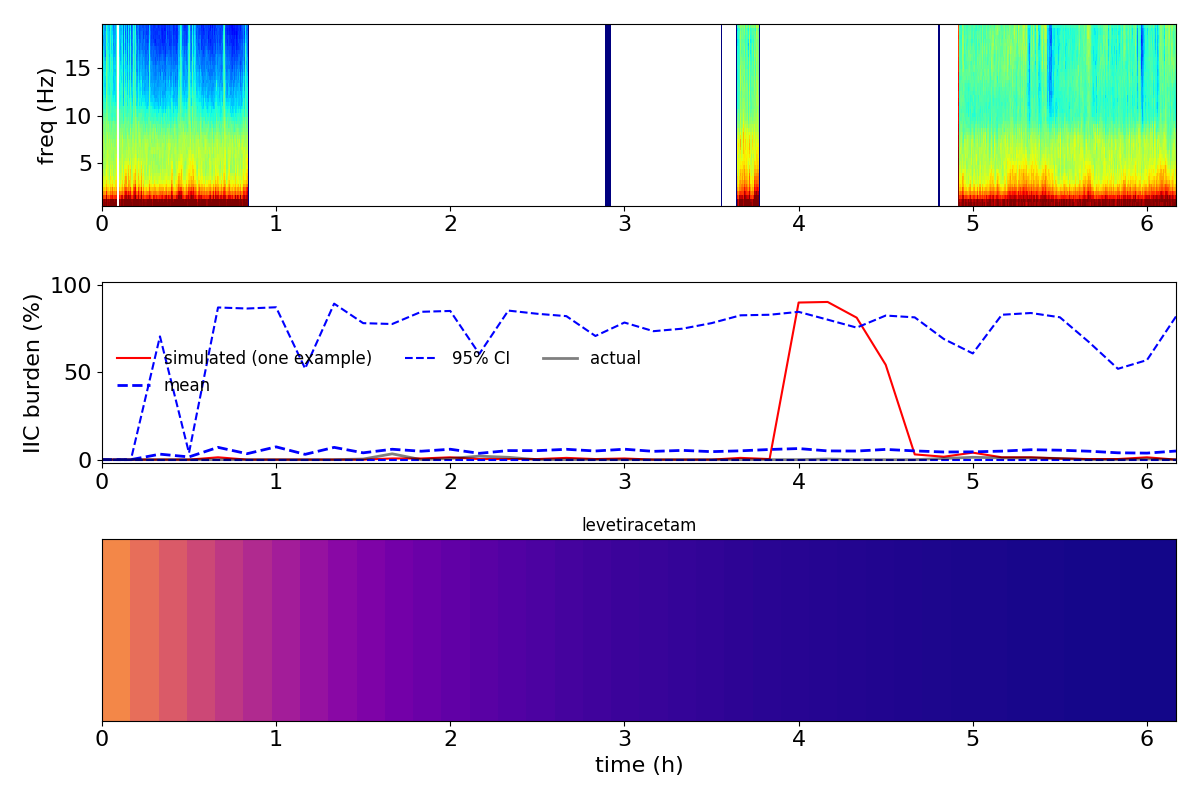 freq (Hz)
15
10
5
0 1 2 3 4 5 6
IIC burden (%)
100
50
0
simulated (one example) 95% CI actual
mean
0 1 2 3 4 5 6
levetiracetam
0 1 2 3 4 5 6
time (h)